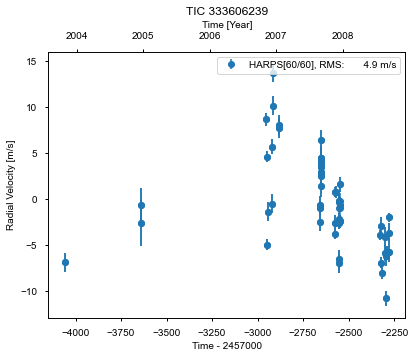 TIC 333606239
Time [Year]
2004 2005 2006 2007 2008
HARPS[60/60], RMS: 4.9 m/s
Radial Velocity [m/s]
15
10
5
0
−5
−10
−4000 −3750 −3500 −3250 −3000 −2750 −2500 −2250
Time - 2457000